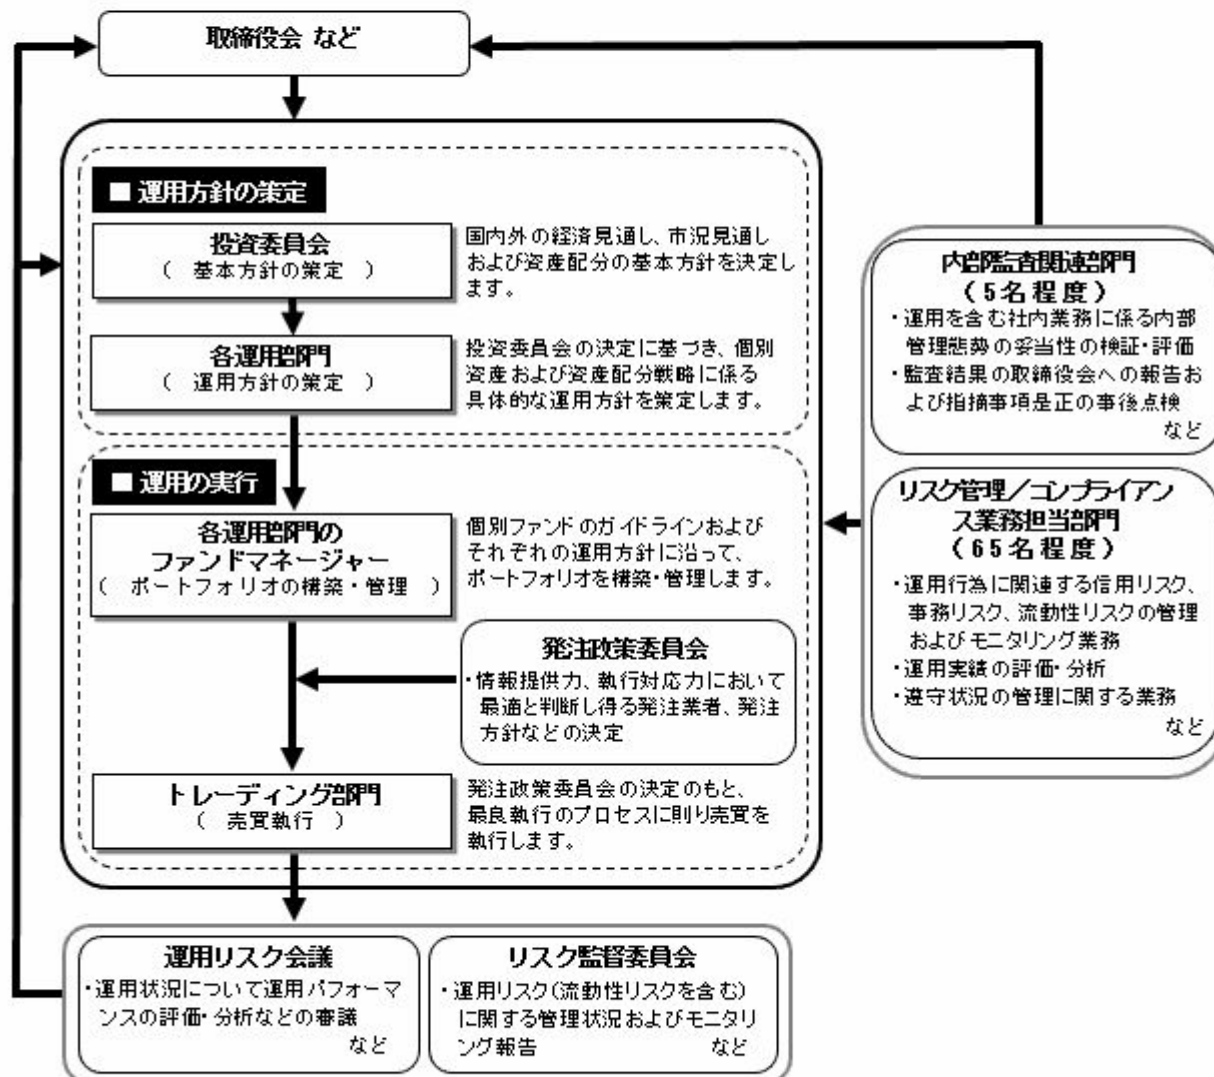 取締役会 など
■ 運用方針の策定
投資委員会
( 基本方針の策定 )
国内外の経済見通し、市況見通し
および資産配分の基本方針を決定し
ます。
各運用部門
( 運用方針の策定 )
投資委員会の決定に基づき、個別
資産および資産配分戦略に係る
具体的な運用方針を策定します。
■ 運用の実行
各運用部門の
ファンドマネージャー
( ポートフォリオの構築・管理 )
個別ファンドのガイドラインおよび
それぞれの運用方針に沿って、
ポートフォリオを構築・管理します。
発注政策委員会
・情報提供力、執行対応力において
最適と判断し得る発注業者、発注
方針などの決定
トレーディング部門
( 売買執行 )
発注政策委員会の決定のもと、
最良執行のプロセスに則り売買を
執行します。
内部監査関連部門
(5名程度)
・運用を含む社内業務に係る内部
管理態勢の妥当性の検証・評価
・監査結果の取締役会への報告お
よび指摘事項是正の事後点検
など
リスク管理／コンプライアン
ス業務担当部門
(65名程度)
・運用行為に関連する信用リスク、
事務リスク、流動性リスクの管理
およびモニタリング業務
・運用実績の評価・分析
・遵守状況の管理に関する業務
など
運用リスク会議
・運用状況について運用パフォーマ
ンスの評価・分析などの審議
など
リスク監督委員会
・運用リスク(流動性リスクを含む)
に関する管理状況およびモニタリ
ング報告 など